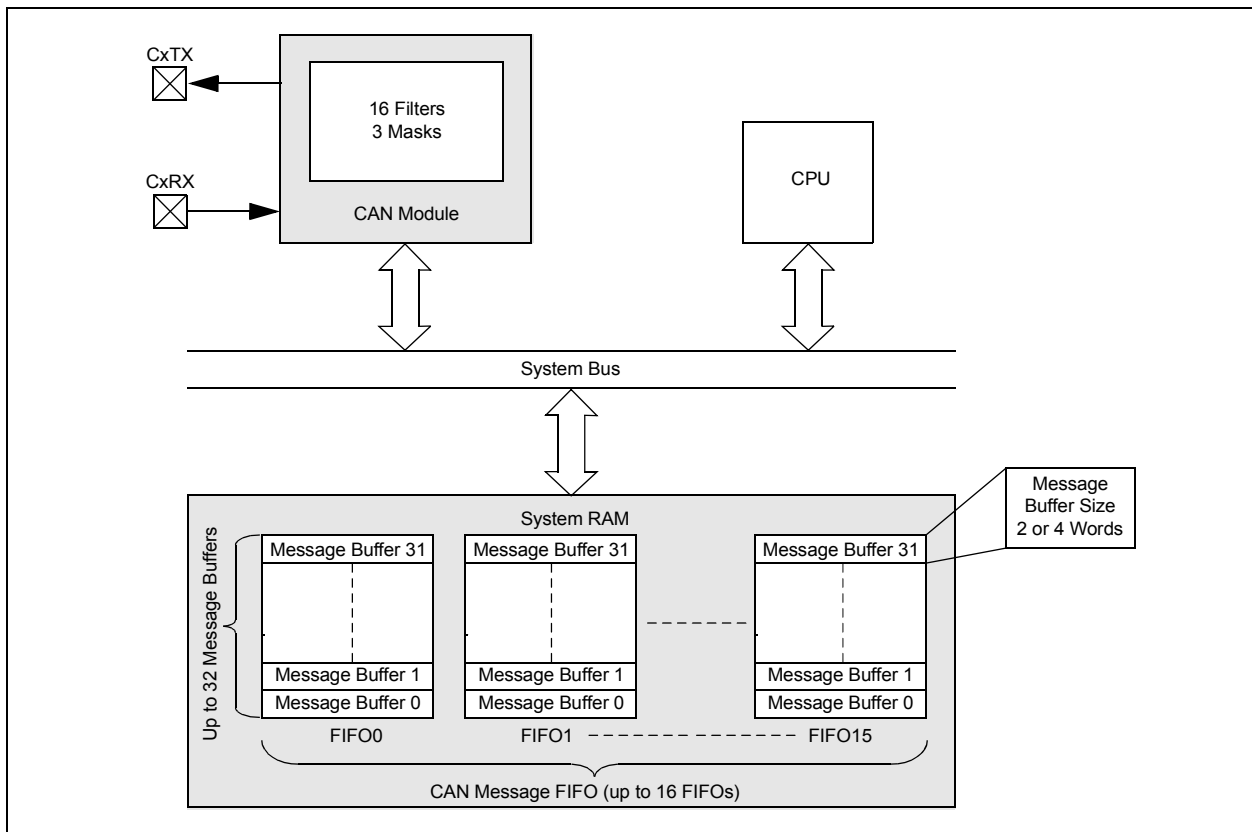 CxTX
16 Filters
3 Masks
CxRX
CAN Module
CPU
System Bus
Message
Buffer Size
2 or 4 Words
System RAM
Up to 32 Message Buffers
Message Buffer 31
Message Buffer 31
Message Buffer 31
Message Buffer 1
Message Buffer 1
Message Buffer 1
Message Buffer 0
Message Buffer 0
Message Buffer 0
FIFO0
FIFO1
FIFO15
CAN Message FIFO (up to 16 FIFOs)